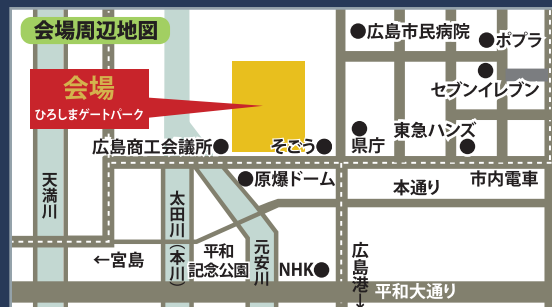 会場周辺地図
広島市民病院
ポプラ
会場
ひろしまゲートパーク
セブンイレブン
広島商工会議所
そごう
県庁
東急ハンズ
原爆ドーム
市内電車
本通り
天満川
太田川(本川)
元安川
←宮島
平和
記念公園
NHK
広島港→
平和大通り